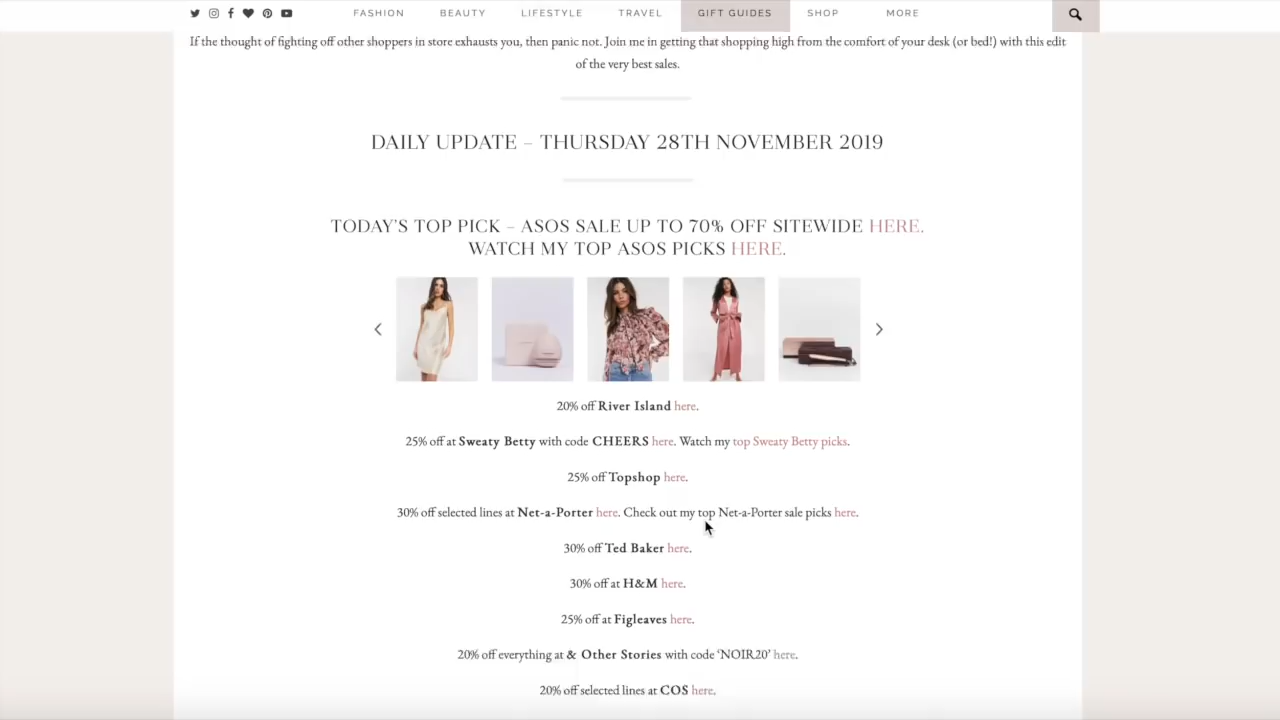 FASHION BEAUTY LIFESTYLE TRAVEL GIFT GUIDES SHOP MORE
If the thought of fighting off other shoppers in store exhausts you, then panic not. Join me in getting that shopping high from the comfort of your desk (or bed!) with this edit
of the very best sales.
DAILY UPDATE – THURSDAY 28TH NOVEMBER 2019
TODAY'S TOP PICK – ASOS SALE UP TO 70% OFF SITEWIDE HERE.
WATCH MY TOP ASOS PICKS HERE.
20% off River Island here.
25% off at Sweaty Betty with code CHEERS here. Watch my top Sweaty Betty picks.
25% off Topshop here.
30% off selected lines at Net-a-Porter here. Check out my top Net-a-Porter sale picks here.
30% off Ted Baker here.
30% off at H&M here.
25% off at Figleaves here.
20% off everything at & Other Stories with code ‘NOIR20’ here.
20% off selected lines at COS here.